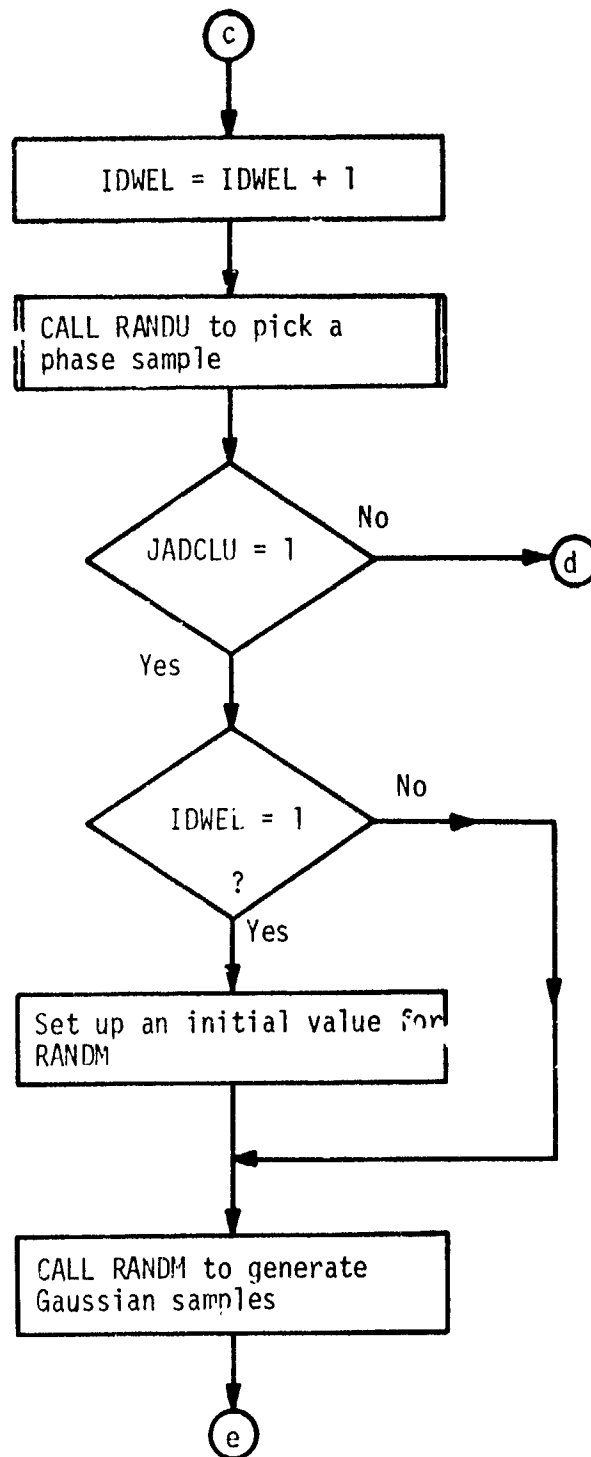 c
IDWEL = IDWEL + 1
CALL RANDU to pick a
phase sample
JADCLU = 1
No
d
Yes
IDWEL = 1
?
No
Yes
Set up an initial value for
RANDM
CALL RANDM to generate
Gaussian samples
e